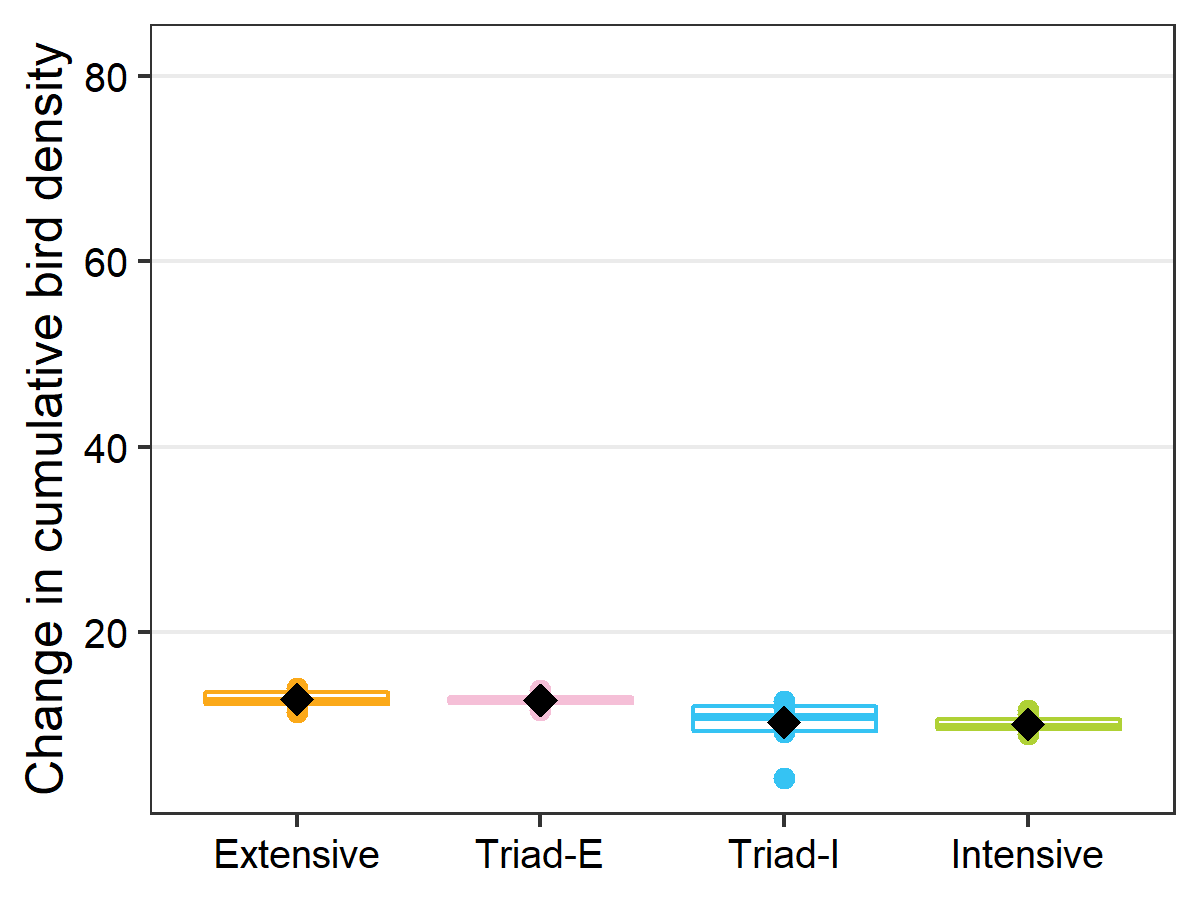 Change in cumulative bird density
80
60
40
20
Extensive
Triad-E
Triad-I
Intensive